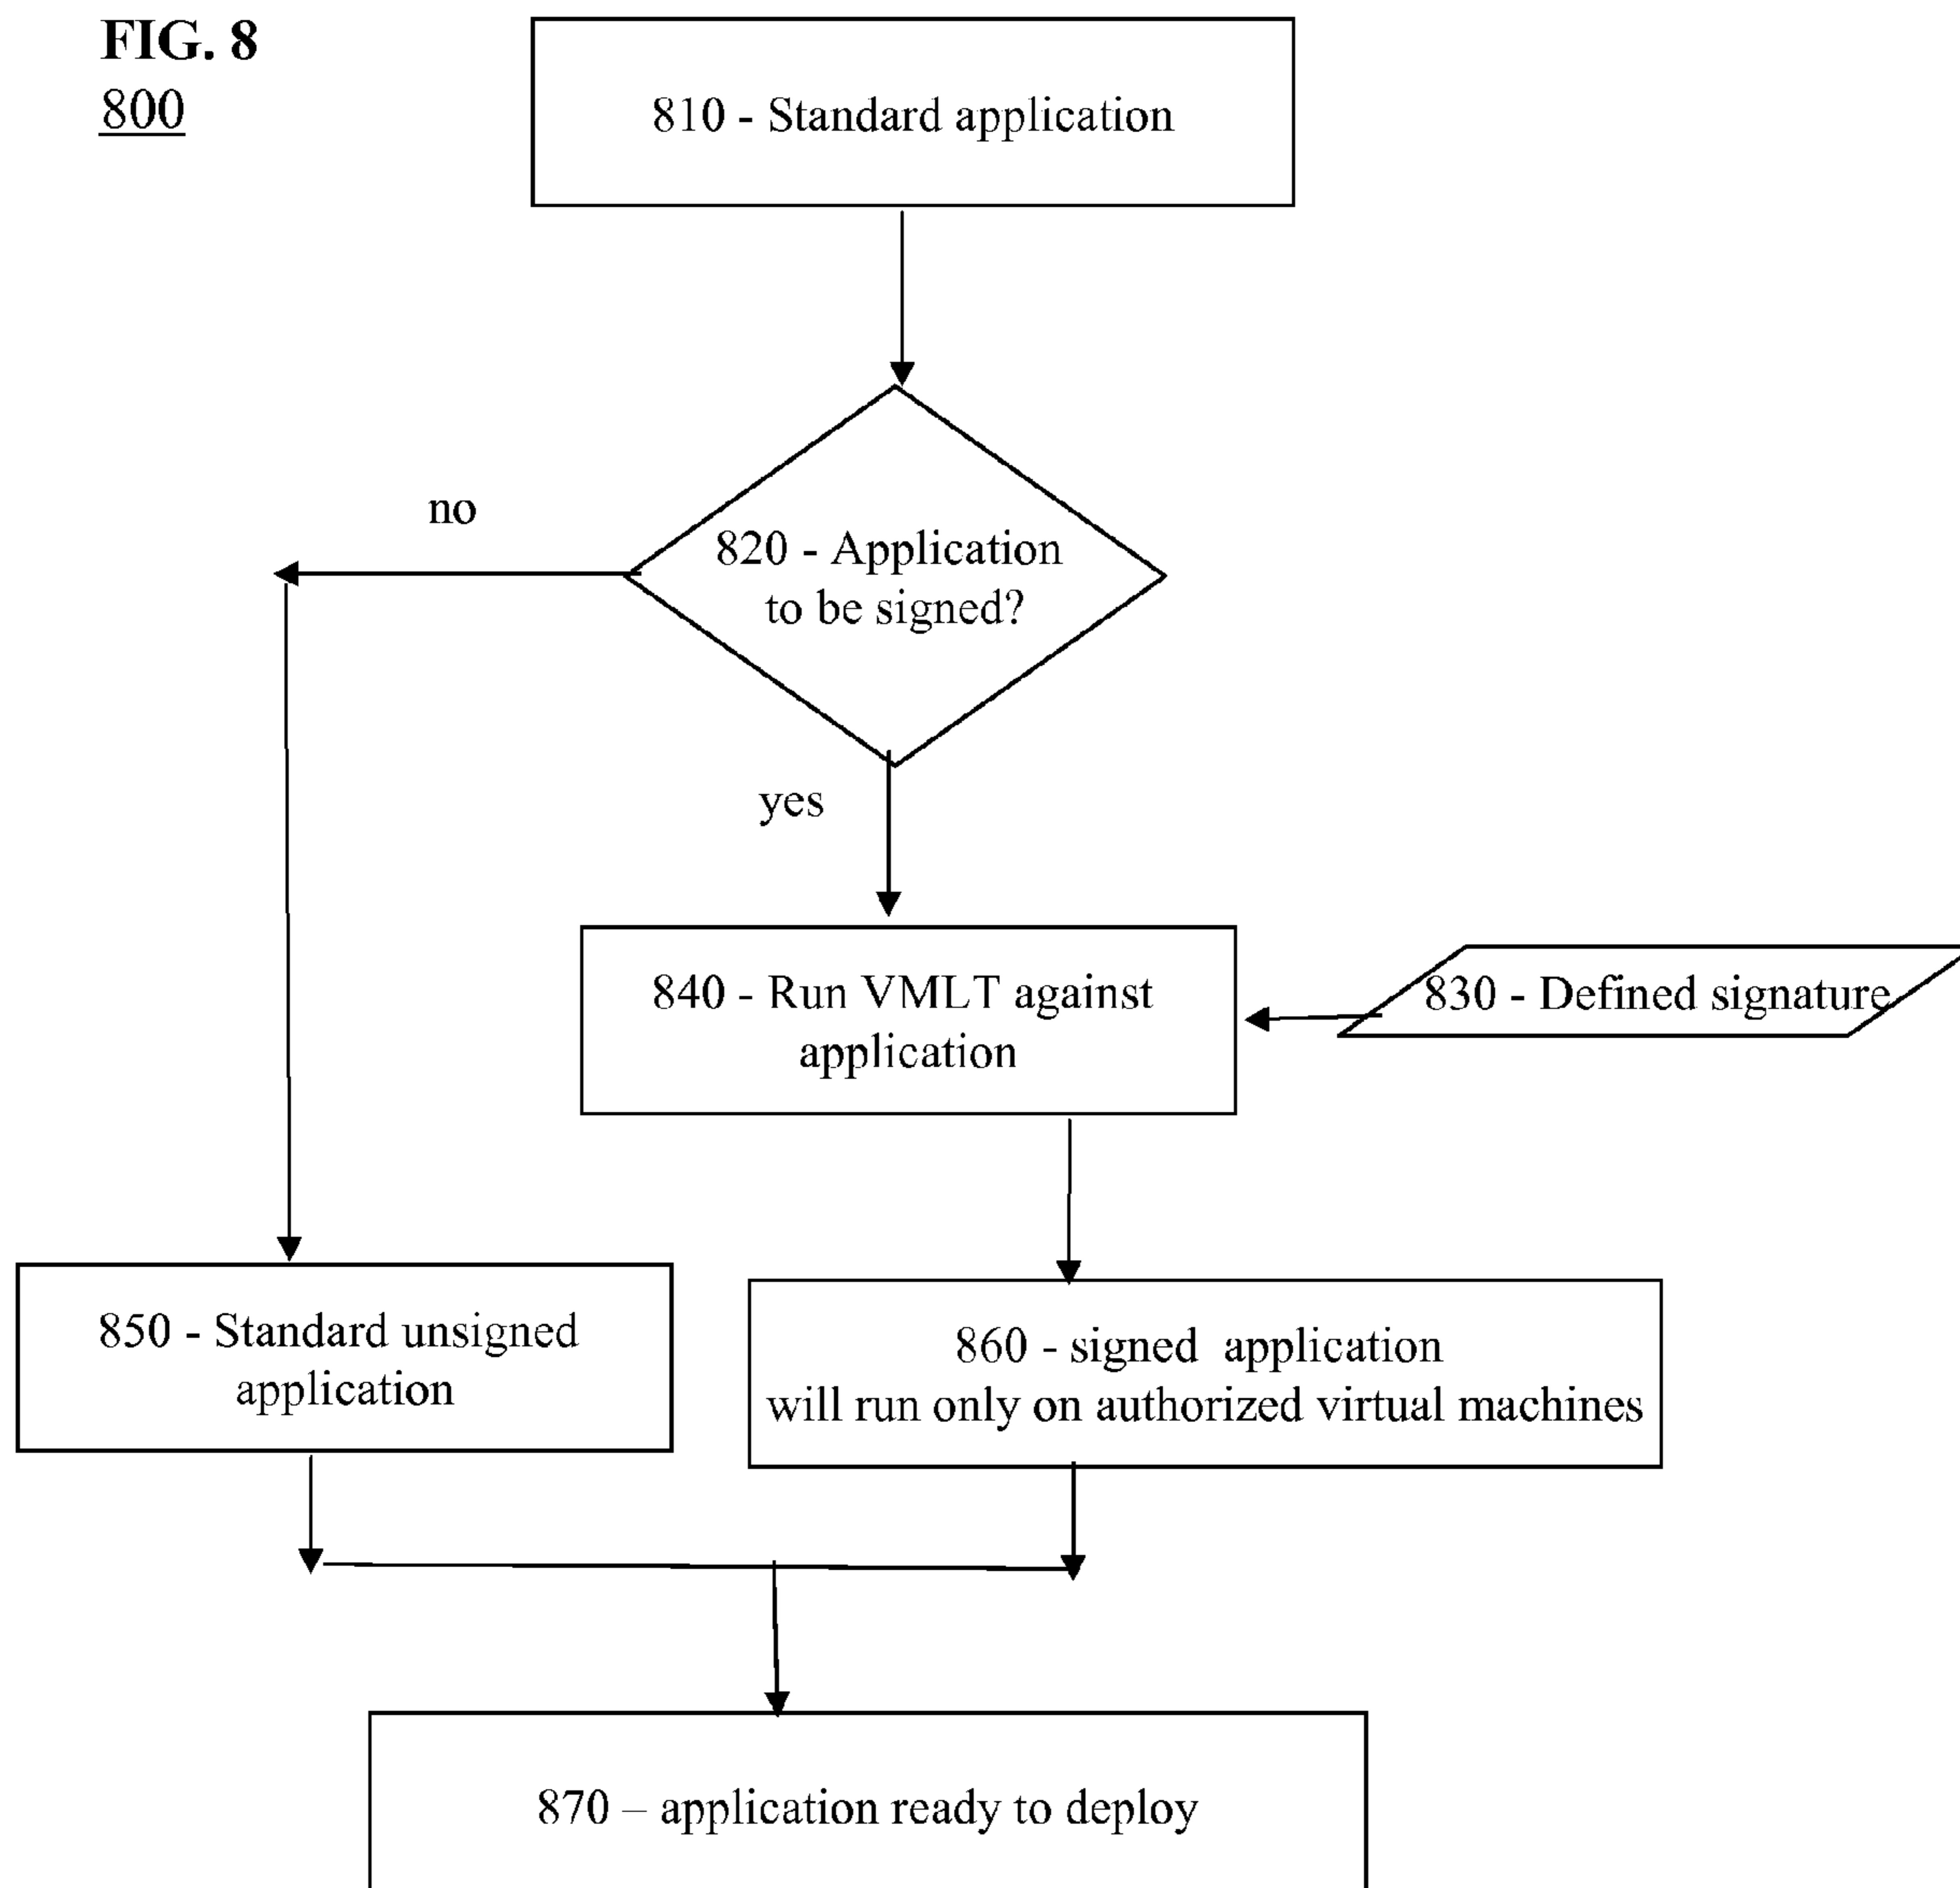 FIG. 8
800
810 - Standard application
no
820 - Application
to be signed?
yes
840 - Run VMLT against
application
830 - Defined signature
850 - Standard unsigned
application
860 - signed application
will run only on authorized virtual machines
870 – application ready to deploy